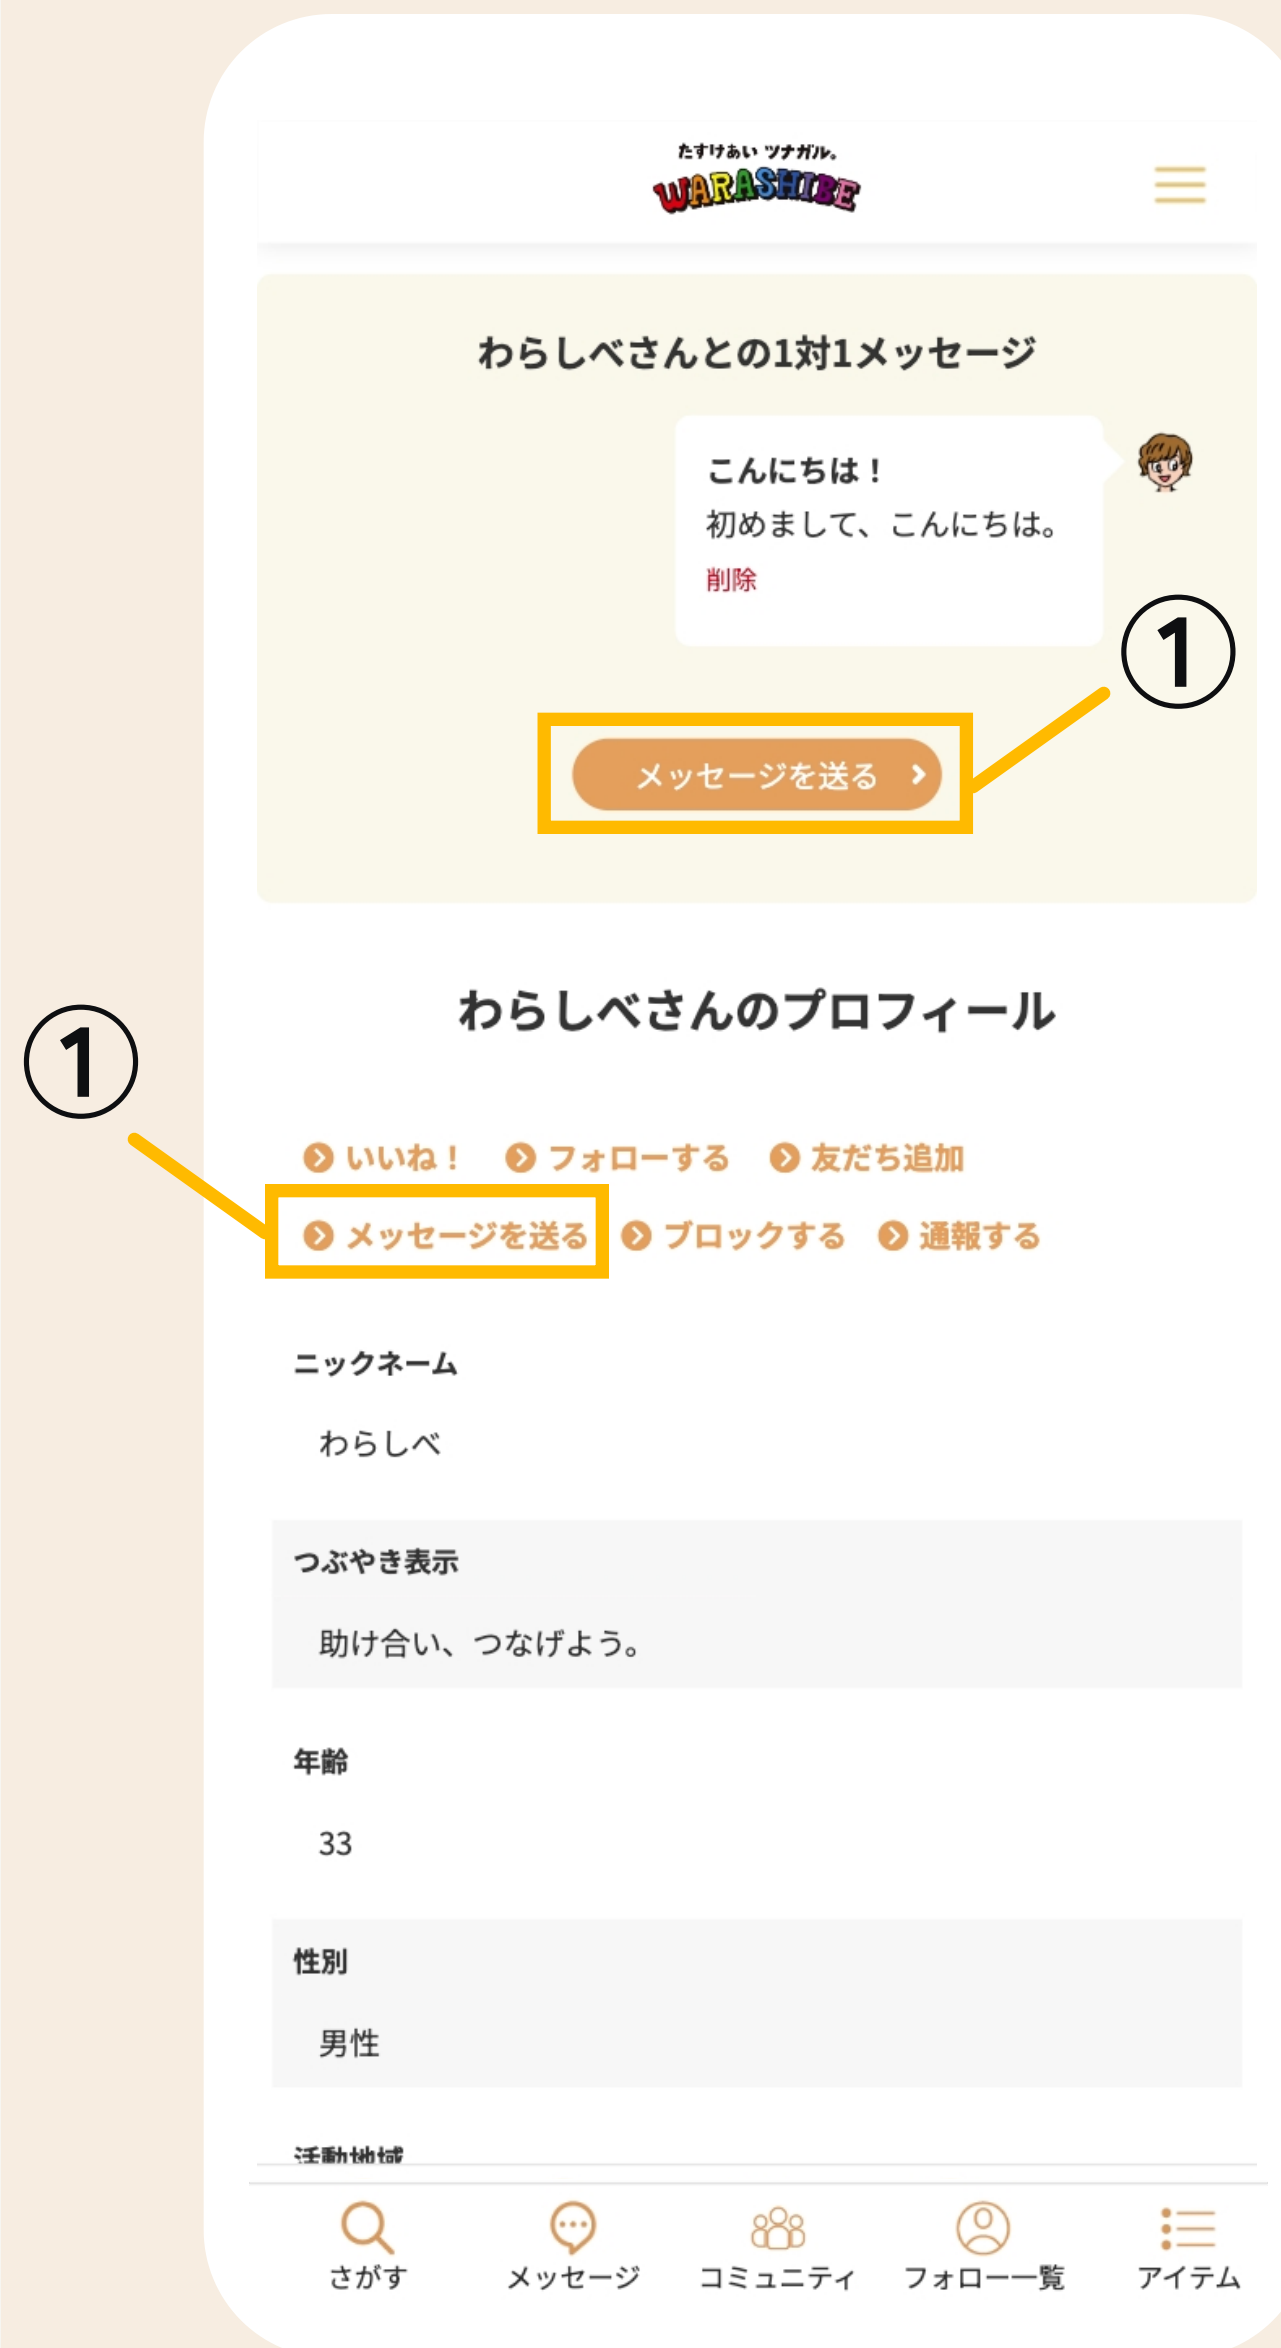 たすけあい ツナガル。
WARASHIBE
わらしべさんとの1対1メッセージ
こんにちは！
初めまして、こんにちは。
削除
①
メッセージを送る
わらしべさんのプロフィール
①
いいね！ フォローする 友だち追加
メッセージを送る ブロックする 通報する
ニックネーム
わらしべ
つぶやき表示
助け合い、つなげよう。
年齢
33
性別
男性
活動地域
さがす メッセージ コミュニティ フォロー一覧 アイテム